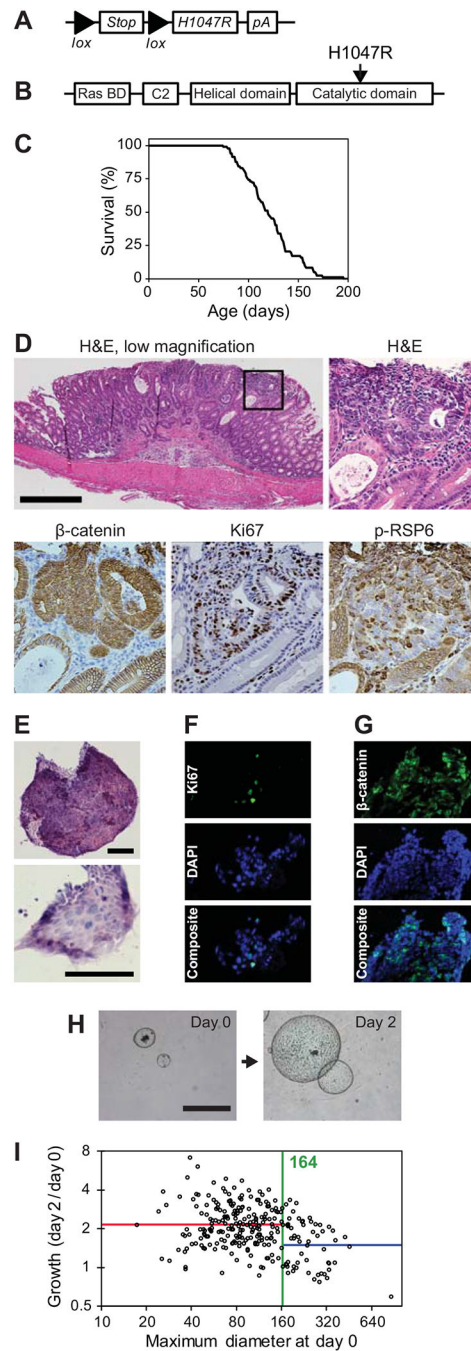 A
Stop
H1047R
pA
lox
lox
H1047R
B
Ras BD
C2
Helical domain
Catalytic domain
C
Survival (%)
100
75
50
25
0
0
50
100
150
200
Age (days)
D
H&E, low magnification
H&E
β-catenin
Ki67
p-RSP6
E
F
G
Ki67
DAPI
Composite
β-catenin
DAPI
Composite
H
Day 0
Day 2
I
164
Growth (day 2 / day 0)
8
4
2
1
0.5
10
20
40
80
160
320
640
Maximum diameter at day 0